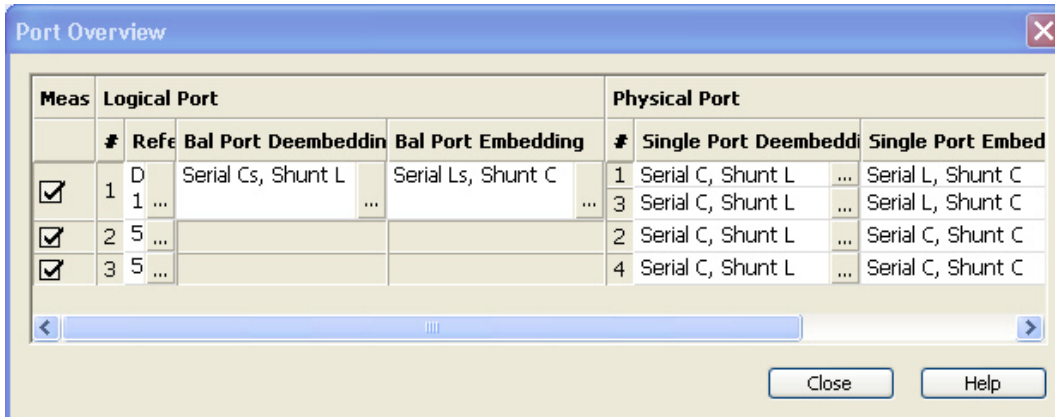 Port Overview
Meas Logical Port Physical Port
# Refe Bal Port Deembeddin Bal Port Embedding # Single Port Deembeddi Single Port Embed
1 D Serial Cs, Shunt L ... Serial Ls, Shunt C ... 1 Serial C, Shunt L ... Serial L, Shunt C
1 ... 3 Serial C, Shunt L ... Serial L, Shunt C
2 5 ... 2 Serial C, Shunt L ... Serial C, Shunt C
3 5 ... 4 Serial C, Shunt L ... Serial C, Shunt C
Close Help